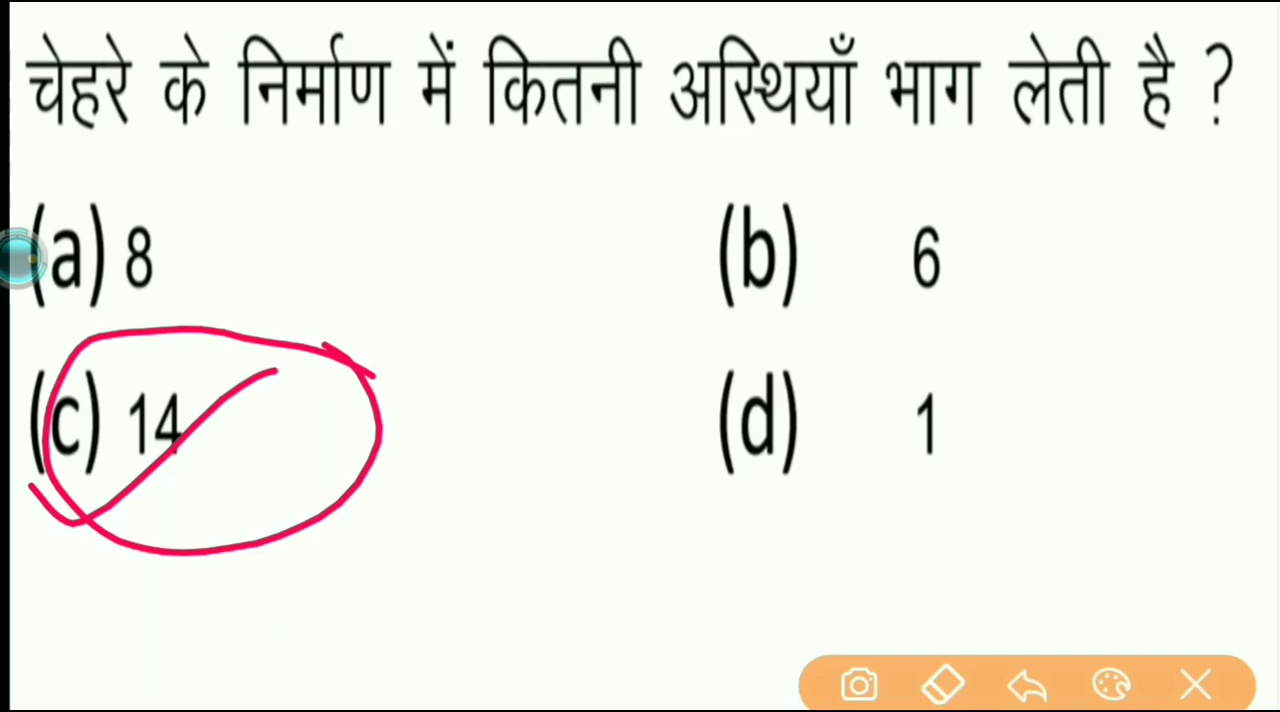 चेहरे के निर्माण में कितनी अस्थियाँ भाग लेती है ?
(a) 8 (b) 6
(c) 14 (d) 1